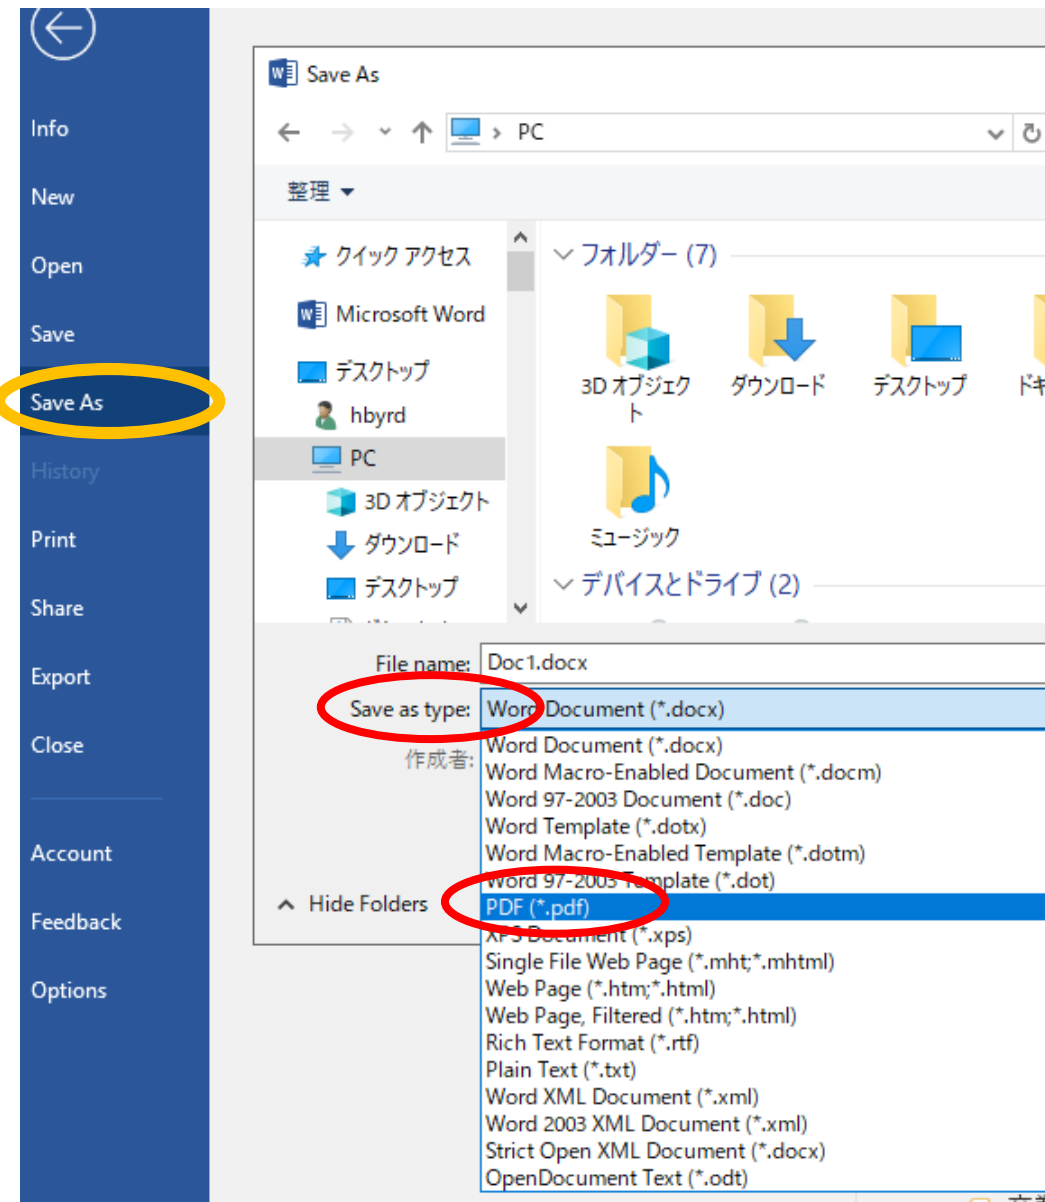 Save As
Info
PC
New
整理
Open
クイック アクセス
フォルダー (7)
Microsoft Word
Save
デスクトップ
3D オブジェクト
ダウンロード
デスクトップ
Save As
hbyrd
PC
History
3D オブジェクト
ミュージック
Print
ダウンロード
デスクトップ
デバイスとドライブ (2)
Share
File name: Doc1.docx
Export
Save as type: Word Document (*.docx)
Close
作成者:
Word Document (*.docx)
Word Macro-Enabled Document (*.docm)
Word 97-2003 Document (*.doc)
Word Template (*.dotx)
Account
Word Macro-Enabled Template (*.dotm)
Word 97-2003 Template (*.dot)
Hide Folders
PDF (*.pdf)
Feedback
XPS Document (*.xps)
Single File Web Page (*.mht;*.mhtml)
Options
Web Page (*.htm;*.html)
Web Page, Filtered (*.htm;*.html)
Rich Text Format (*.rtf)
Plain Text (*.txt)
Word XML Document (*.xml)
Word 2003 XML Document (*.xml)
Strict Open XML Document (*.docx)
OpenDocument Text (*.odt)